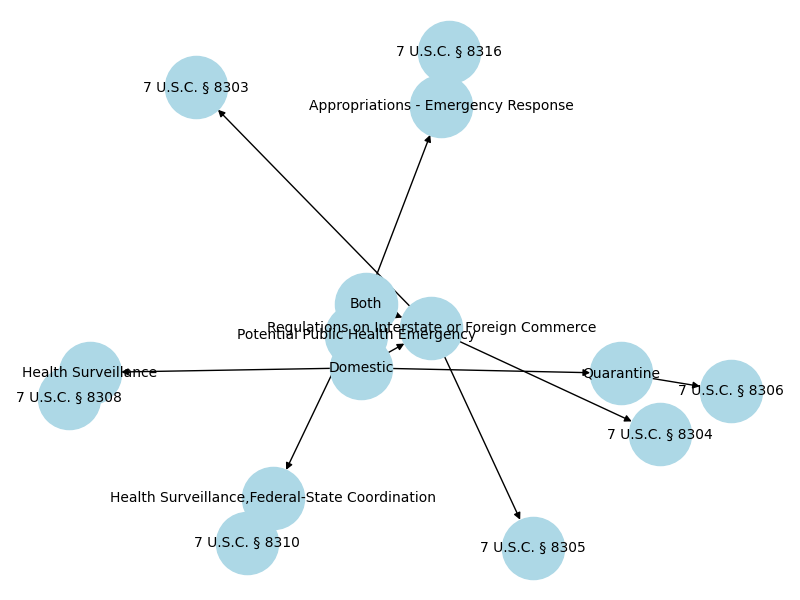 7 U.S.C. § 8316
7 U.S.C. § 8303
Appropriations - Emergency Response
Both
Regulations on Interstate or Foreign Commerce
Potential Public Health Emergency
Domestic
Health Surveillance
Quarantine
7 U.S.C. § 8306
7 U.S.C. § 8308
7 U.S.C. § 8304
Health Surveillance,Federal-State Coordination
7 U.S.C. § 8310
7 U.S.C. § 8305